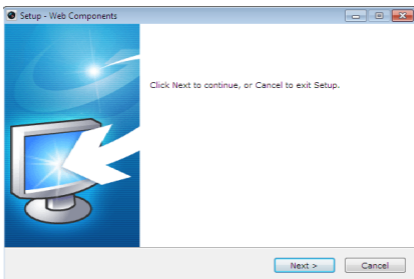 Setup - Web Components
Click Next to continue, or Cancel to exit Setup.
Next >
Cancel